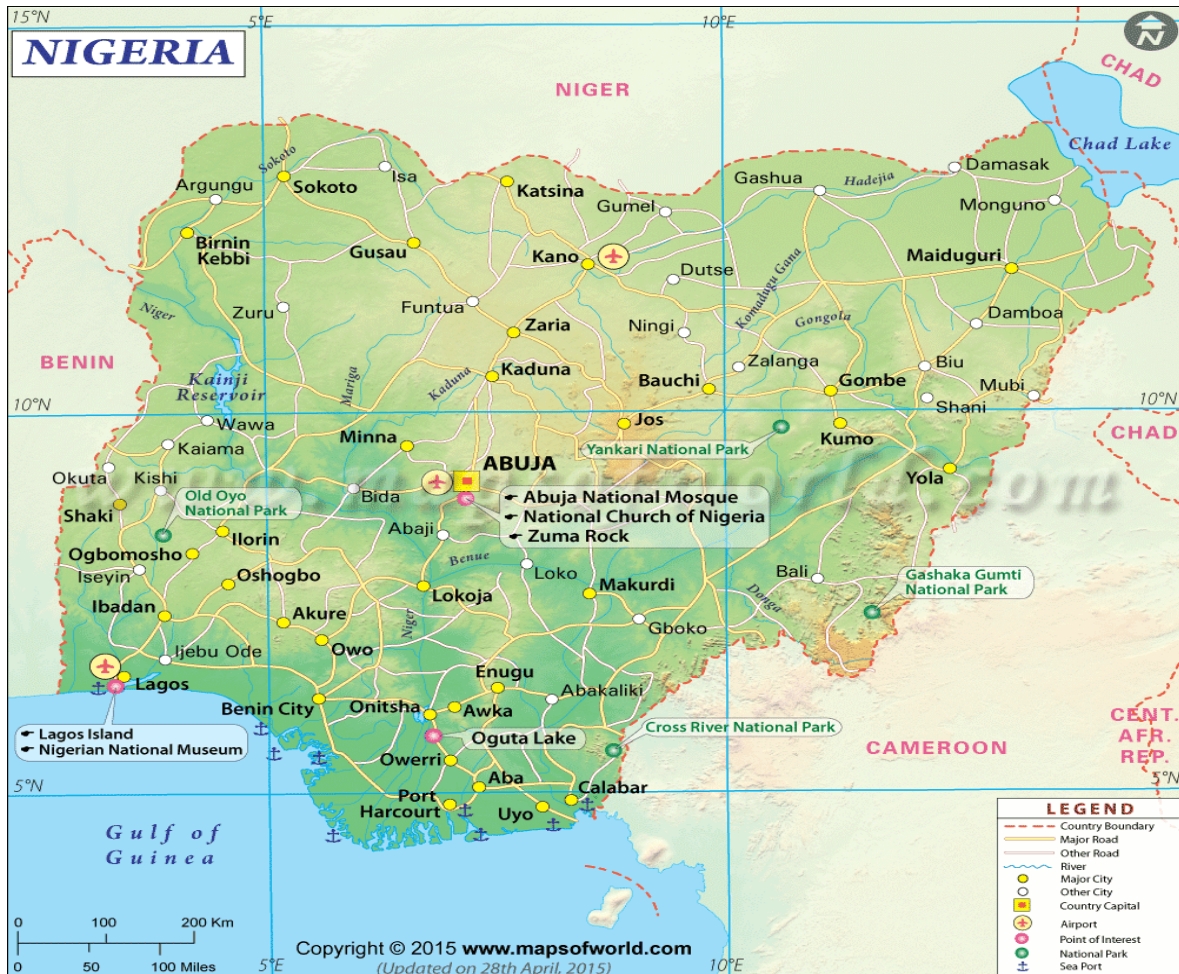 15°N
5°E
10°E
N
NIGERIA
NIGER
CHAD
Chad Lake
Sokoto
Argungu
Sokoto
Isa
Katsina
Gumel
Gashua
Hadejia
Damasak
Monguno
Birnin
Kebbi
Gusau
Kano
Maiduguri
Dutse
Komadugu Gana
Niger
Zuru
Funtua
Zaria
Ningi
Gongola
Damboa
BENIN
Kainji
Reservoir
Mariga
Kaduna
Kaduna
Bauchi
Zalanga
Gombe
Biu
Mubi
Shani
10°N
10°N
Wawa
Minna
Jos
Kumo
CHAD
Kaiama
Yankari National Park
Okuta
Kishi
ABUJA
Yola
Old Oyo
National Park
Bida
Abuja National Mosque
National Church of Nigeria
Zuma Rock
Shaki
Ilorin
Abaji
Ogbomosho
Iseyin
Oshogbo
Benue
Loko
Makurdi
Bali
Gashaka Gumti
National Park
Ibadan
Akure
Lokoja
Niger
Donga
Gboko
Owo
Ijebu Ode
Enugu
Lagos
Abakaliki
Benin City
Onitsha
Awka
Lagos Island
Nigerian National Museum
Oguta Lake
Cross River National Park
CAMEROON
CENT.
AFR.
REP.
Owerri
Aba
Calabar
5°N
5°N
Port
Harcourt
Uyo
Gulf of
Guinea
LEGEND
Country Boundary
Major Road
Other Road
River
Major City
Other City
Country Capital
Airport
Point of Interest
National Park
Sea Port
0 100 200 Km
0 50 100 Miles
5°E
10°E
Copyright © 2015 www.mapsofworld.com
(Updated on 28th April, 2015)